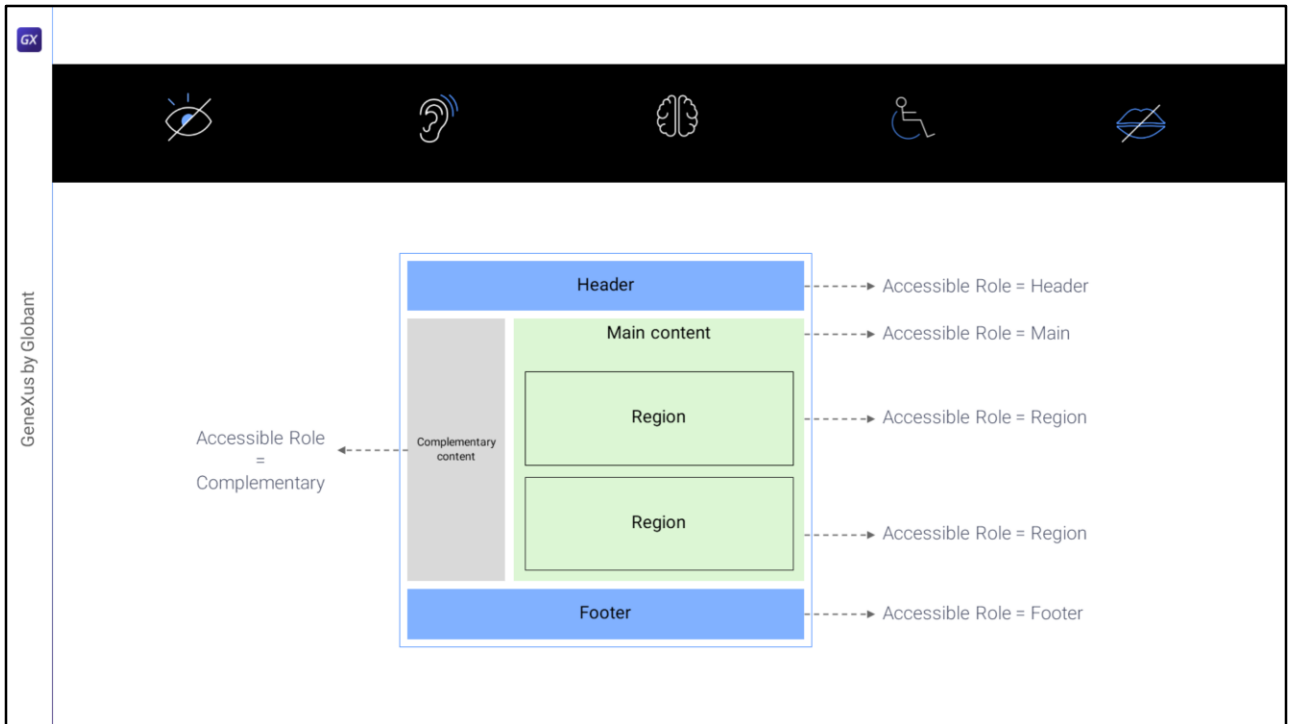 GX
GeneXus by Globant
Header
Accessible Role = Header
Main content
Accessible Role = Main
Region
Accessible Role = Region
Accessible Role
=
Complementary
Complementary
content
Region
Accessible Role = Region
Footer
Accessible Role = Footer